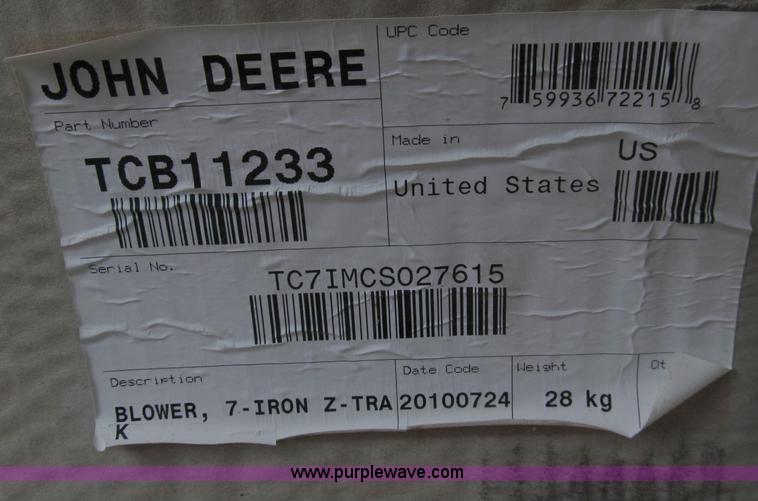 JOHN DEERE
UPC Code
7 59936 72215 8
Part Number
TCB11233
Made in
United States
US
Serial No.
TC7IMCS027615
Description
BLOWER, 7-IRON Z-TRA
K
Date Code
20100724
Weight
28 kg
Qt
www.purplewave.com